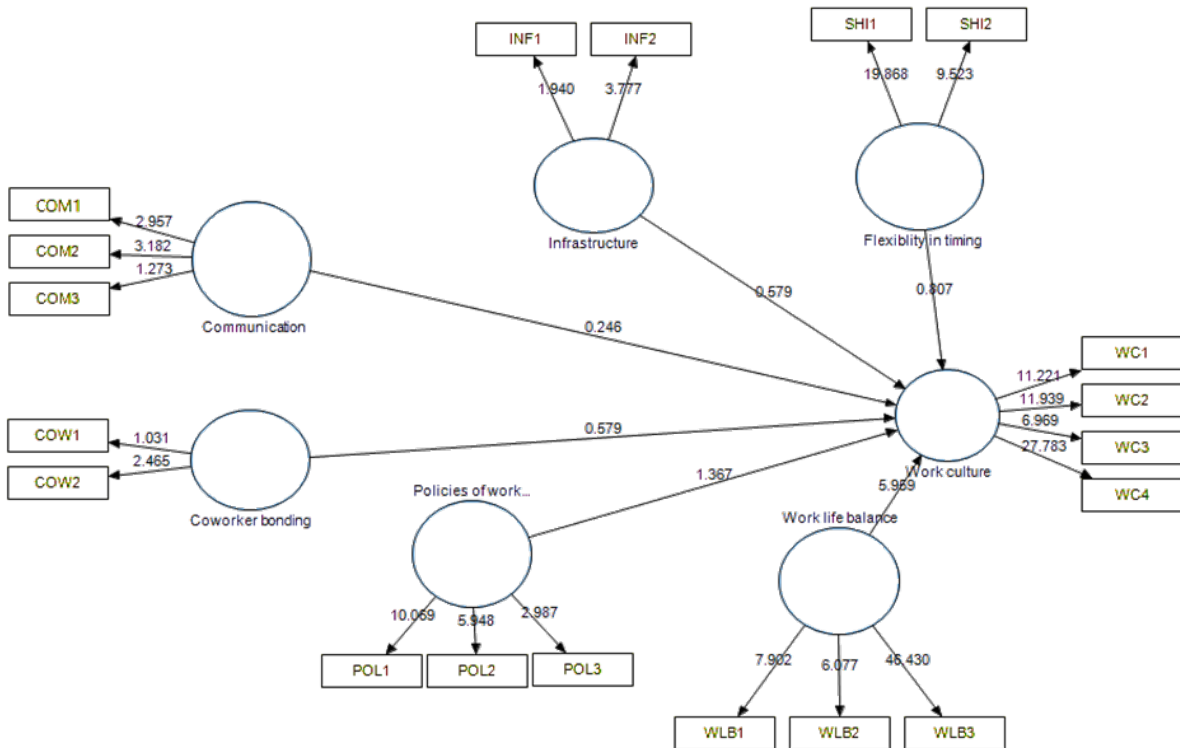 INF1
INF2
SHI1
SHI2
1.940
3.777
19.868
9.523
Infrastructure
Flexiblity in timing
COM1
COM2
COM3
2.957
3.182
1.273
Communication
0.579
0.807
0.246
WC1
WC2
WC3
WC4
11.221
11.939
6.969
27.783
Work culture
COW1
COW2
1.031
2.465
Coworker bonding
0.579
1.367
5.959
Policies of work...
Work life balance
10.069
5.948
2.987
POL1
POL2
POL3
7.902
6.077
46.430
WLB1
WLB2
WLB3